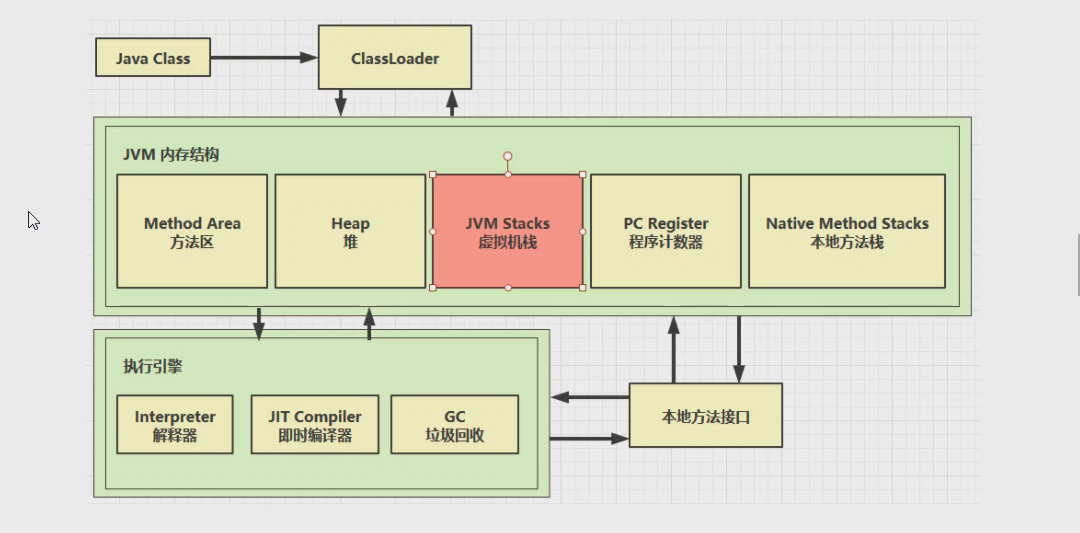 Java Class
ClassLoader
JVM 内存结构
Method Area
方法区
Heap
堆
JVM Stacks
虚拟机栈
PC Register
程序计数器
Native Method Stacks
本地方法栈
执行引擎
Interpreter
解释器
JIT Compiler
即时编译器
GC
垃圾回收
本地方法接口